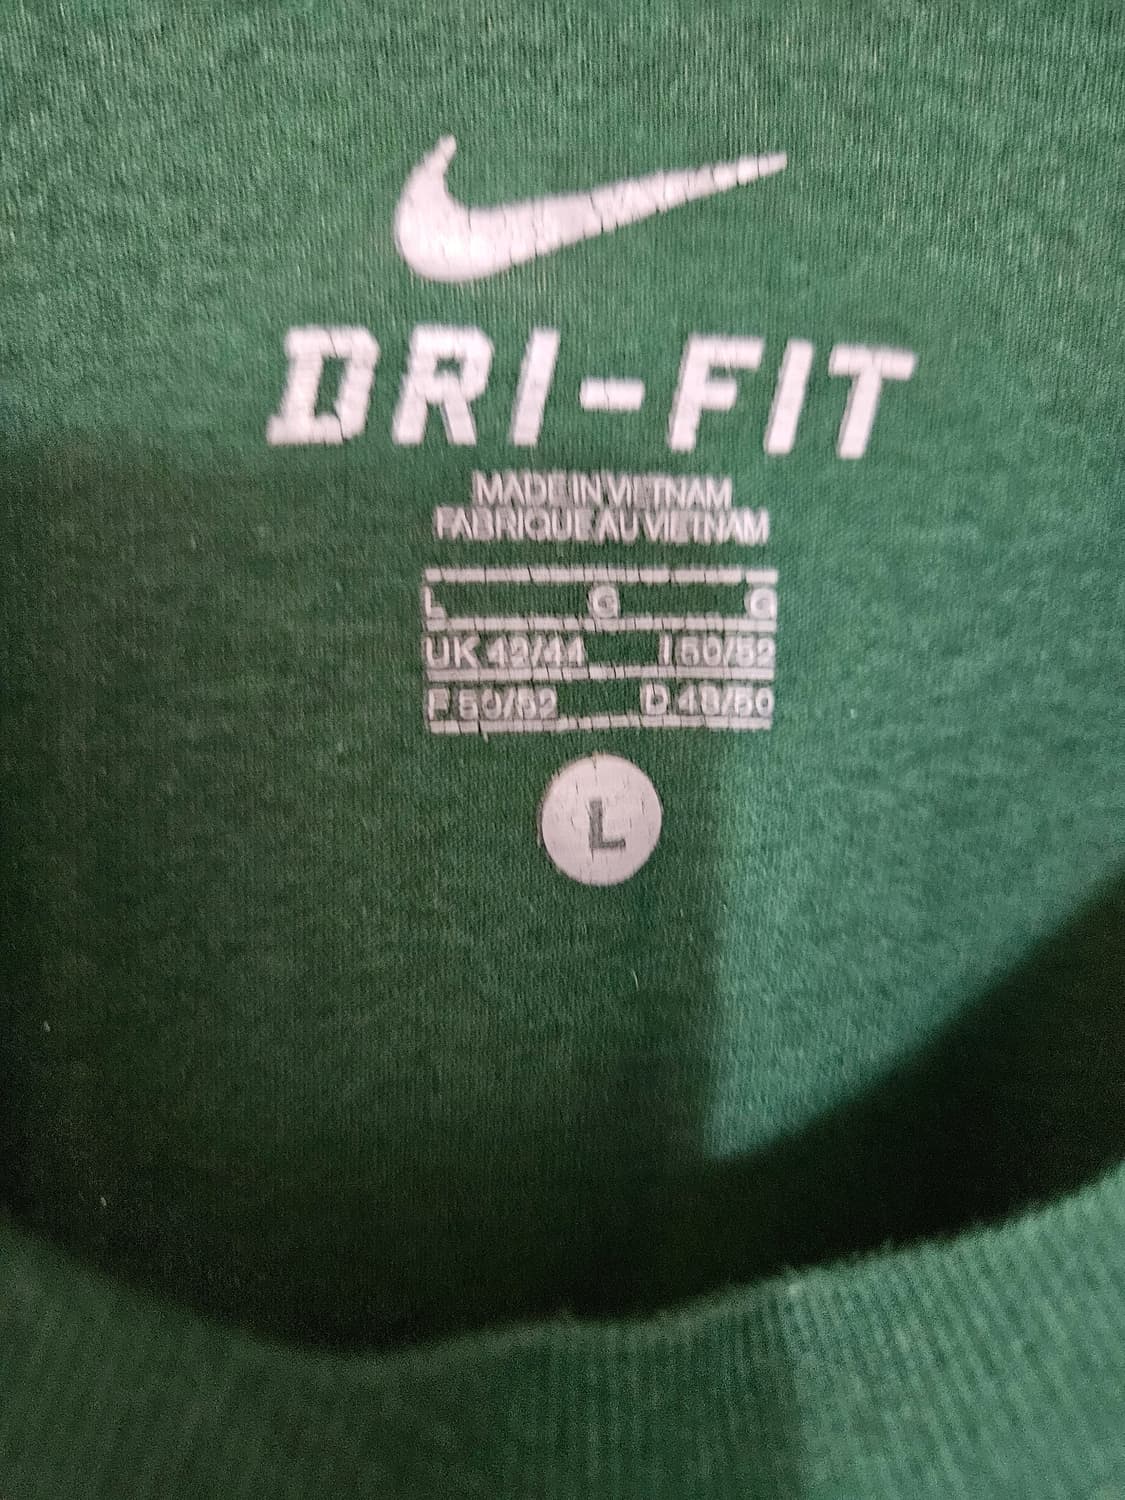 DRI-FIT
MADE IN VIETNAM
FABRIQUE AU VIETNAM
L G G
UK 42/44 I 50/52
F 50/52 D 48/50
L